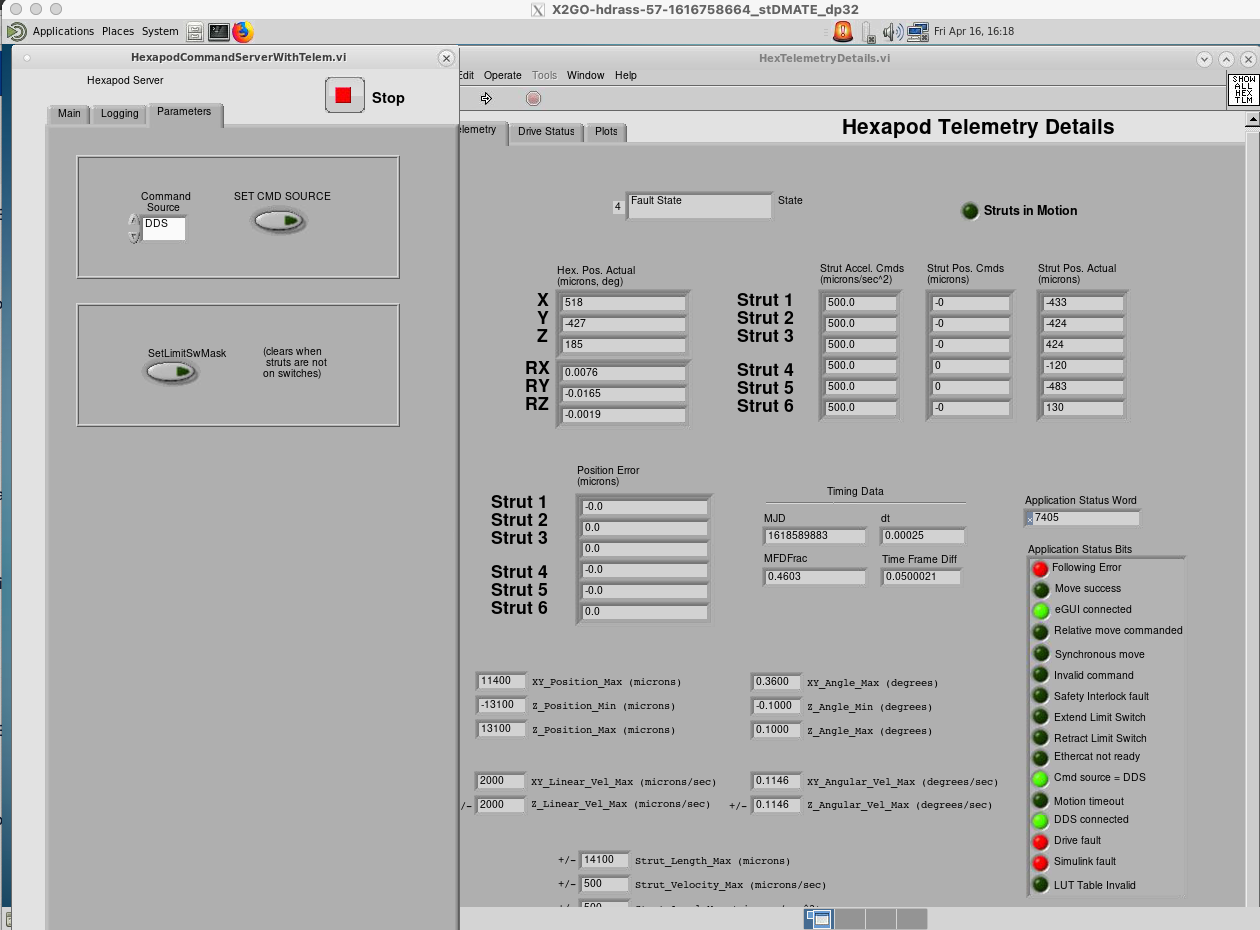 X2GO-hdrass-57-1616758664_stDMATE_dp32
Applications Places System
Fri Apr 16, 16:18
HexapodCommandServerWithTelem.vi
Hexapod Server
Stop
Main Logging Parameters
Command
Source
DDS
SET CMD SOURCE
SetLimitSwMask
(clears when
struts are not
on switches)
HexTelemetryDetails.vi
Operate Tools Window Help
SHOW
ALL
HEX
TLM
Drive Status Plots
Hexapod Telemetry Details
4 Fault State State
Struts in Motion
Hex. Pos. Actual
(microns, deg)
X 518
Y -427
Z 185
RX 0.0076
RY -0.0165
RZ -0.0019
Strut Accel. Cmds
(microns/sec^2)
Strut Pos. Cmds
(microns)
Strut Pos. Actual
(microns)
Strut 1 500.0 -0 -433
Strut 2 500.0 -0 -424
Strut 3 500.0 -0 424
Strut 4 500.0 0 -120
Strut 5 500.0 0 -483
Strut 6 500.0 -0 130
Position Error
(microns)
Strut 1 -0.0
Strut 2 0.0
Strut 3 0.0
Strut 4 -0.0
Strut 5 -0.0
Strut 6 0.0
Timing Data
MJD dt
1618589883 0.00025
MFDFrac Time Frame Diff
0.4603 0.0500021
Application Status Word
x 7405
Application Status Bits
Following Error
Move success
eGUI connected
Relative move commanded
Synchronous move
Invalid command
Safety Interlock fault
Extend Limit Switch
Retract Limit Switch
Ethercat not ready
Cmd source = DDS
Motion timeout
DDS connected
Drive fault
Simulink fault
LUT Table Invalid
11400 XY_Position_Max (microns)
-13100 Z_Position_Min (microns)
13100 Z_Position_Max (microns)
0.3600 XY_Angle_Max (degrees)
-0.1000 Z_Angle_Min (degrees)
0.1000 Z_Angle_Max (degrees)
2000 XY_Linear_Vel_Max (microns/sec)
2000 Z_Linear_Vel_Max (microns/sec)
0.1146 XY_Angular_Vel_Max (degrees/sec)
+/- 0.1146 Z_Angular_Vel_Max (degrees/sec)
+/- 14100 Strut_Length_Max (microns)
+/- 500 Strut_Velocity_Max (microns/sec)